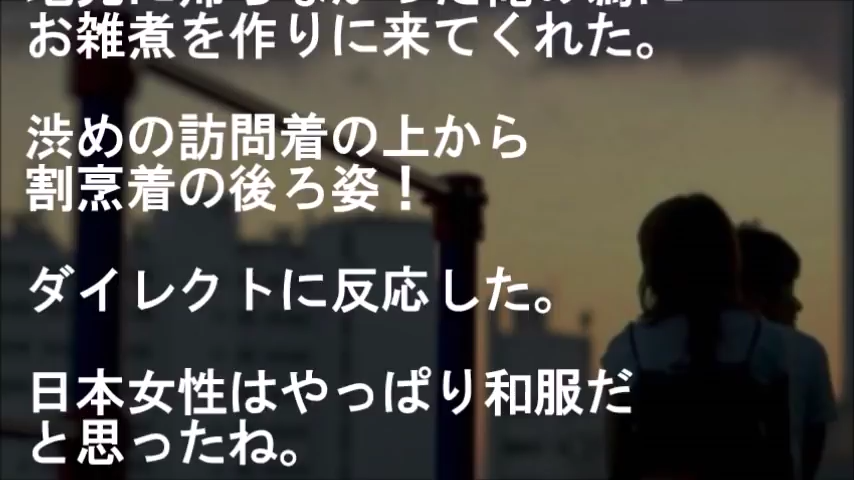 お雑煮を作りに来てくれた。
渋めの訪問着の上から
割烹着の後ろ姿！
ダイレクトに反応した。
日本女性はやっぱり和服だ
と思ったね。